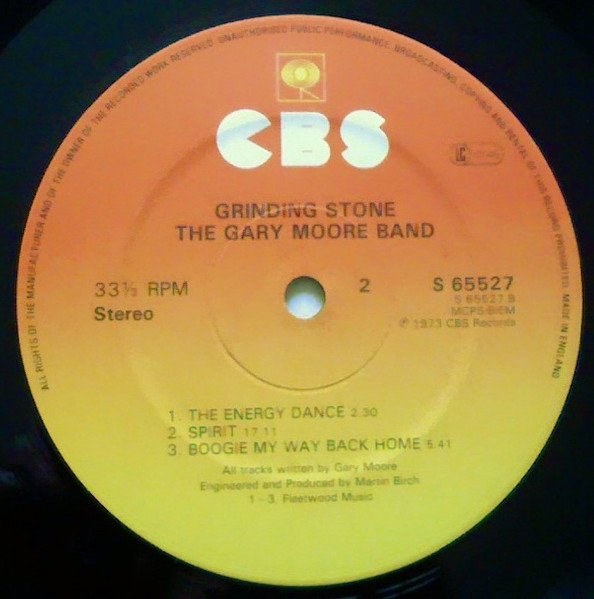 ALL RIGHTS OF THE MANUFACTURER AND OF THE OWNER OF THE RECORDED WORK RESERVED. UNAUTHORISED PUBLIC PERFORMANCE, BROADCASTING, COPYING AND RENTAL OF THIS RECORD PROHIBITED. MADE IN ENGLAND
CBS
LC
GRINDING STONE
THE GARY MOORE BAND
33⅓ RPM 2 S 65527
Stereo S 65527 B
MCPS/BIEM
℗ 1973 CBS Records
1. THE ENERGY DANCE 2.30
2. SPIRIT 17.11
3. BOOGIE MY WAY BACK HOME 5.41
All tracks written by Gary Moore
Engineered and Produced by Martin Birch
1–3. Fleetwood Music